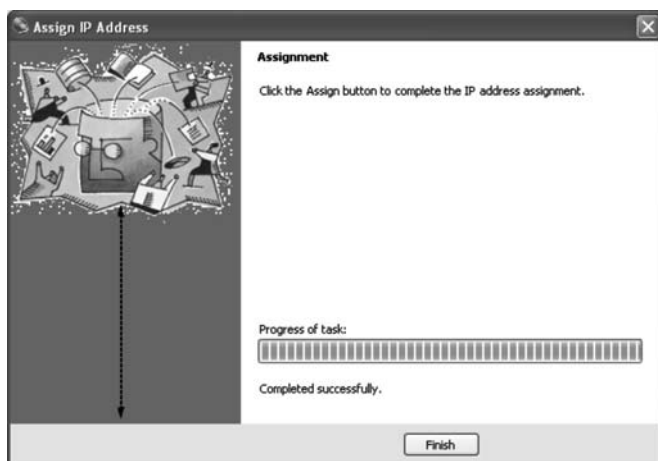 Assign IP Address
Assignment
Click the Assign button to complete the IP address assignment.
Progress of task:
Completed successfully.
Finish